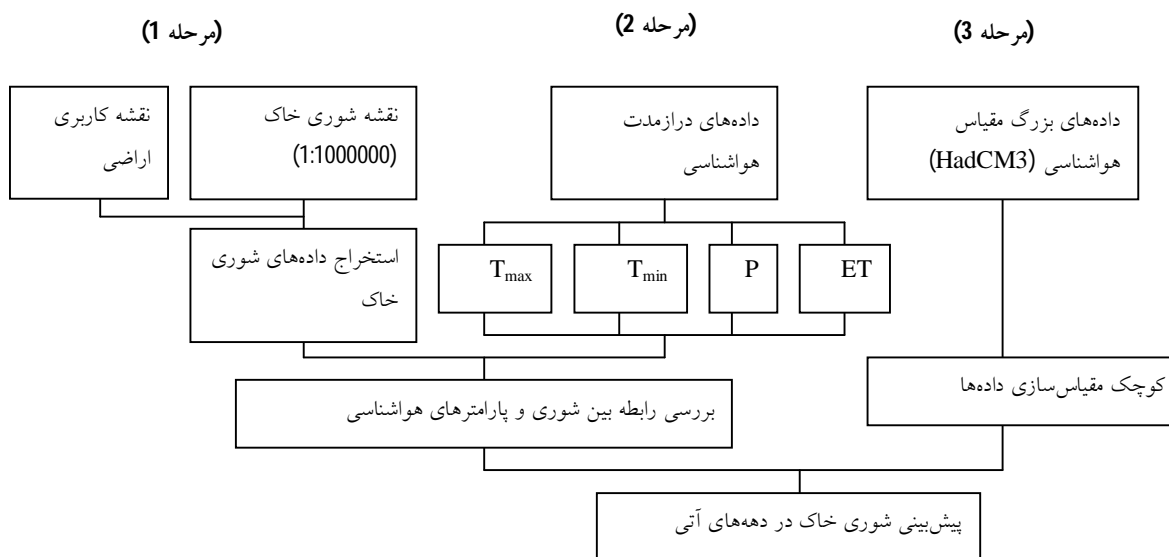 (مرحله 1)
(مرحله 2)
(مرحله 3)
نقشه کاربری
اراضی
نقشه شوری خاک
(1:1000000)
داده‌های درازمدت
هواشناسی
داده‌های بزرگ مقیاس
هواشناسی (HadCM3)
استخراج داده‌های شوری
خاک
Tmax
Tmin
P
ET
بررسی رابطه بین شوری و پارامترهای هواشناسی
کوچک مقیاس‌سازی داده‌ها
پیش‌بینی شوری خاک در دهه‌های آتی